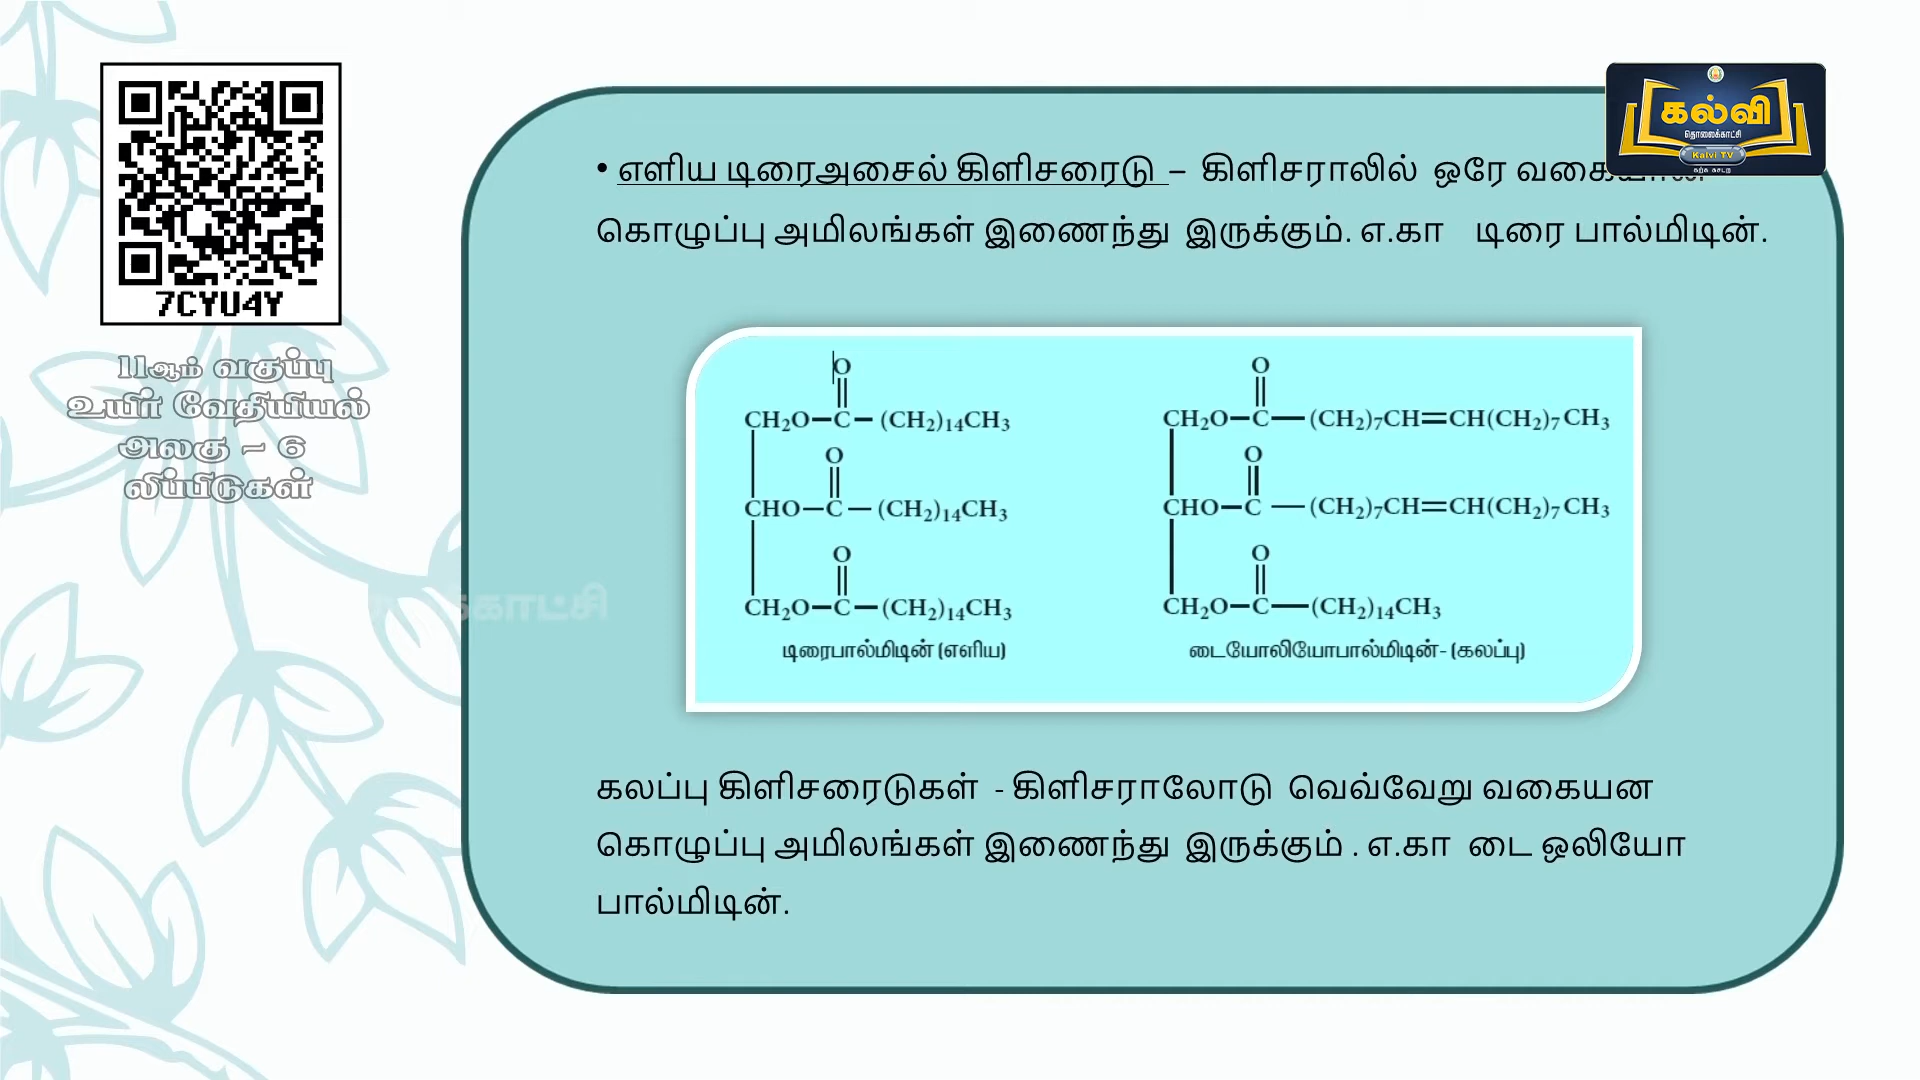 7CYU4Y
11ஆம் வகுப்பு
உயிர் வேதியியல்
அலகு – 6
லிப்பிடுகள்
கல்வி
தொலைக்காட்சி
Kalvi TV
கற்க கசடற
• எளிய டிரைஅசைல் கிளிசரைடு – கிளிசராலில் ஒரே
கொழுப்பு அமிலங்கள் இணைந்து இருக்கும். எ.கா டிரை பால்மிடின்.
O O
CH₂O—C—(CH₂)₁₄CH₃ CH₂O—C—(CH₂)₇CH=CH(CH₂)₇CH₃
O O
CHO—C—(CH₂)₁₄CH₃ CHO—C—(CH₂)₇CH=CH(CH₂)₇CH₃
O O
CH₂O—C—(CH₂)₁₄CH₃ CH₂O—C—(CH₂)₁₄CH₃
டிரைபால்மிடின் (எளிய) டையோலியோபால்மிடின்- (கலப்பு)
கலப்பு கிளிசரைடுகள் - கிளிசராலோடு வெவ்வேறு வகையன
கொழுப்பு அமிலங்கள் இணைந்து இருக்கும் . எ.கா டை ஒலியோ
பால்மிடின்.